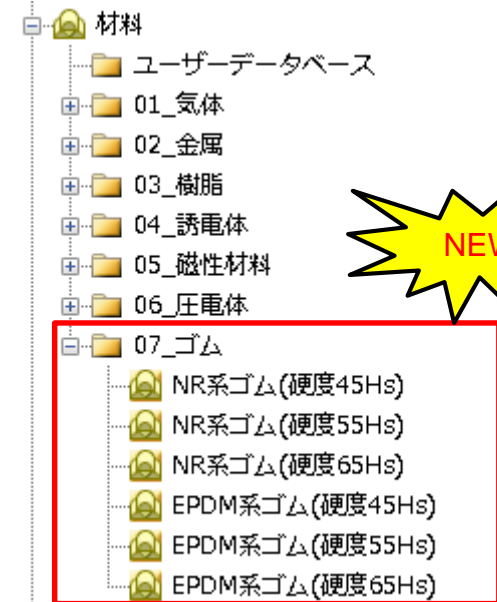 材料
ユーザーデータベース
01_気体
02_金属
03_樹脂
04_誘電体
05_磁性材料
06_圧電体
07_ゴム
NR系ゴム(硬度45Hs)
NR系ゴム(硬度55Hs)
NR系ゴム(硬度65Hs)
EPDM系ゴム(硬度45Hs)
EPDM系ゴム(硬度55Hs)
EPDM系ゴム(硬度65Hs)
NEW